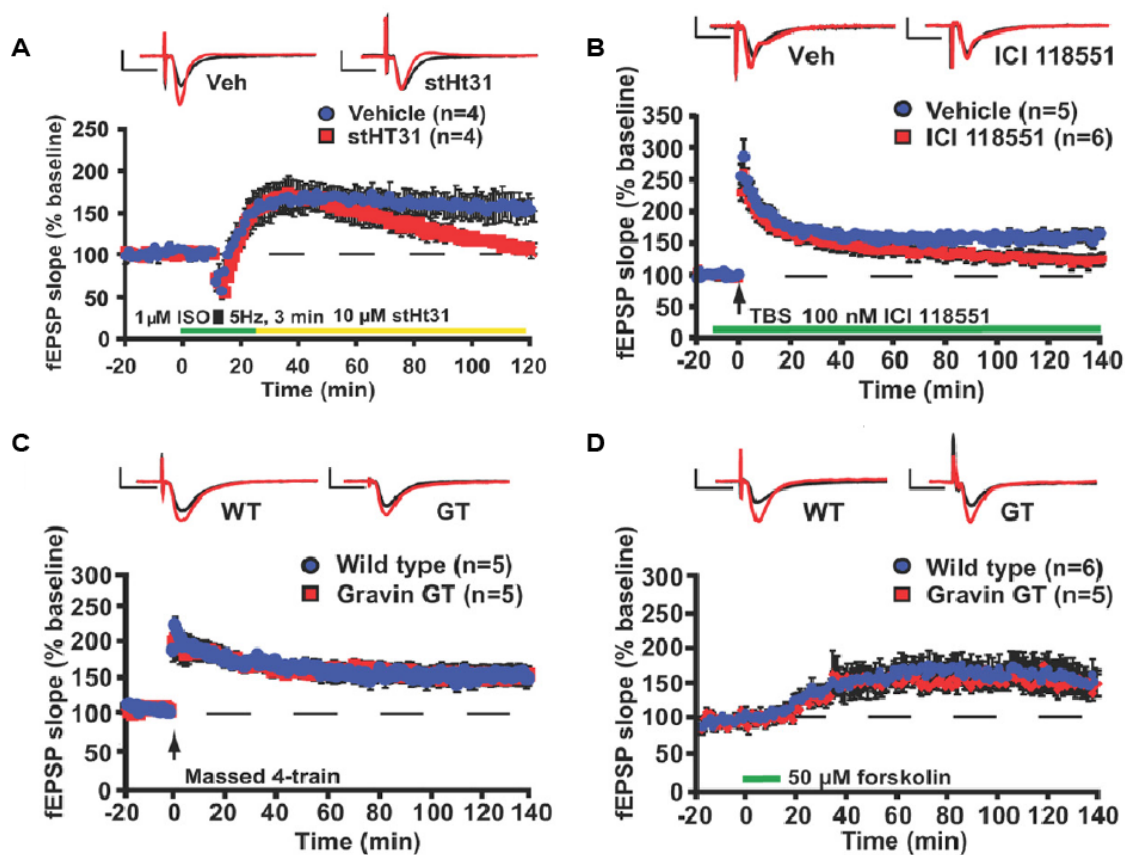 A
Veh
stHt31
Vehicle (n=4)
stHT31 (n=4)
fEPSP slope (% baseline)
250
200
150
100
50
0
1µM ISO 5Hz, 3 min 10 µM stHt31
-20 0 20 40 60 80 100 120
Time (min)
B
Veh
ICI 118551
Vehicle (n=5)
ICI 118551 (n=6)
fEPSP slope (% baseline)
350
300
250
200
150
100
50
0
TBS 100 nM ICI 118551
-20 0 20 40 60 80 100 120 140
Time (min)
C
WT
GT
Wild type (n=5)
Gravin GT (n=5)
fEPSP slope (% baseline)
300
200
150
100
50
0
Massed 4-train
-20 0 20 40 60 80 100 120 140
Time (min)
D
WT
GT
Wild type (n=6)
Gravin GT (n=5)
fEPSP slope (% baseline)
300
200
150
100
50
0
50 µM forskolin
-20 0 20 40 60 80 100 120 140
Time (min)